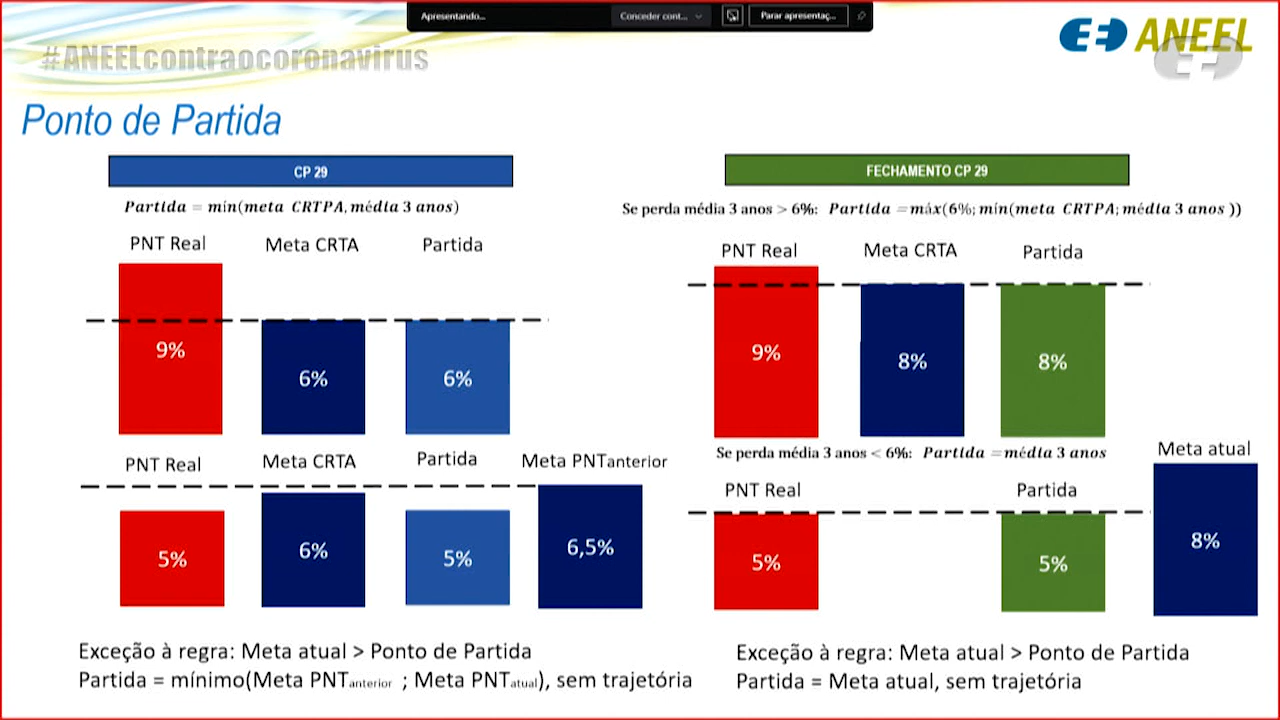 Apresentando...
Conceder cont...
Parar apresentaç...
#ANEELcontraocoronavirus
ANEEL
Ponto de Partida
CP 29
Partida = mín(meta CRTPA, média 3 anos)
PNT Real
Meta CRTA
Partida
9%
6%
6%
PNT Real
Meta CRTA
Partida
Meta PNTanterior
5%
6%
5%
6,5%
Exceção à regra: Meta atual > Ponto de Partida
Partida = mínimo(Meta PNTanterior ; Meta PNTatual), sem trajetória
FECHAMENTO CP 29
Se perda média 3 anos > 6%: Partida =máx(6%; mín(meta CRTPA; média 3 anos ))
PNT Real
Meta CRTA
Partida
9%
8%
8%
Se perda média 3 anos < 6%: Partida =média 3 anos
Meta atual
PNT Real
Partida
5%
5%
8%
Exceção à regra: Meta atual > Ponto de Partida
Partida = Meta atual, sem trajetória